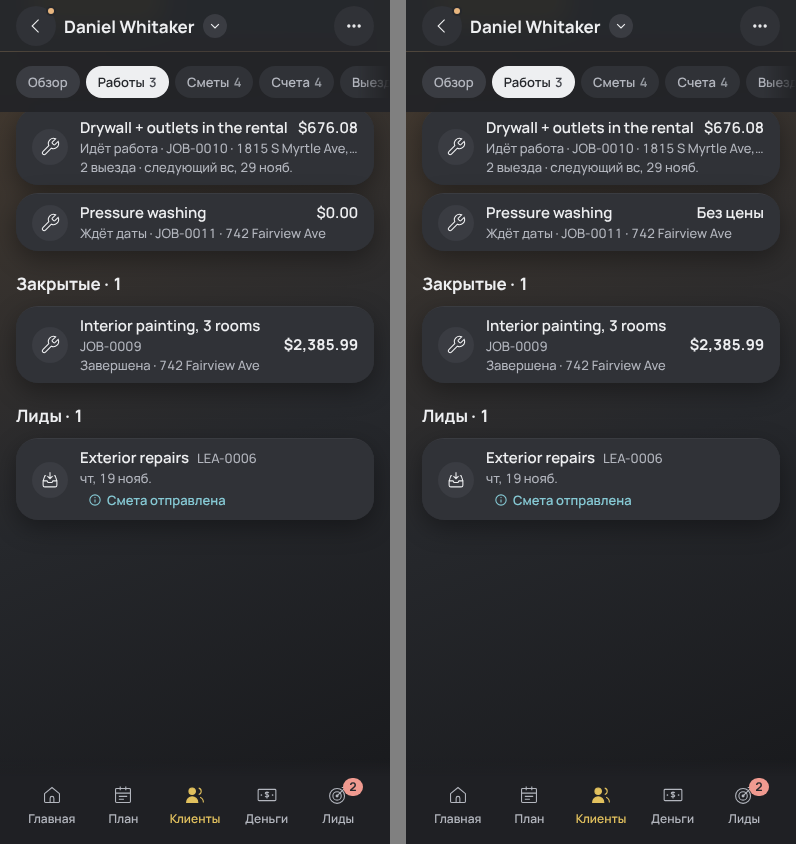 Daniel Whitaker
Обзор
Работы 3
Сметы 4
Счета 4
Drywall + outlets in the rental $676.08
Идёт работа · JOB-0010 · 1815 S Myrtle Ave,...
2 выезда · следующий вс, 29 нояб.
Pressure washing $0.00
Ждёт даты · JOB-0011 · 742 Fairview Ave
Закрытые · 1
Interior painting, 3 rooms
JOB-0009
$2,385.99
Завершена · 742 Fairview Ave
Лиды · 1
Exterior repairs LEA-0006
чт, 19 нояб.
Смета отправлена
2
Главная
План
Клиенты
Деньги
Лиды
Daniel Whitaker
Обзор
Работы 3
Сметы 4
Счета 4
Drywall + outlets in the rental $676.08
Идёт работа · JOB-0010 · 1815 S Myrtle Ave,...
2 выезда · следующий вс, 29 нояб.
Pressure washing Без цены
Ждёт даты · JOB-0011 · 742 Fairview Ave
Закрытые · 1
Interior painting, 3 rooms
JOB-0009
$2,385.99
Завершена · 742 Fairview Ave
Лиды · 1
Exterior repairs LEA-0006
чт, 19 нояб.
Смета отправлена
2
Главная
План
Клиенты
Деньги
Лиды